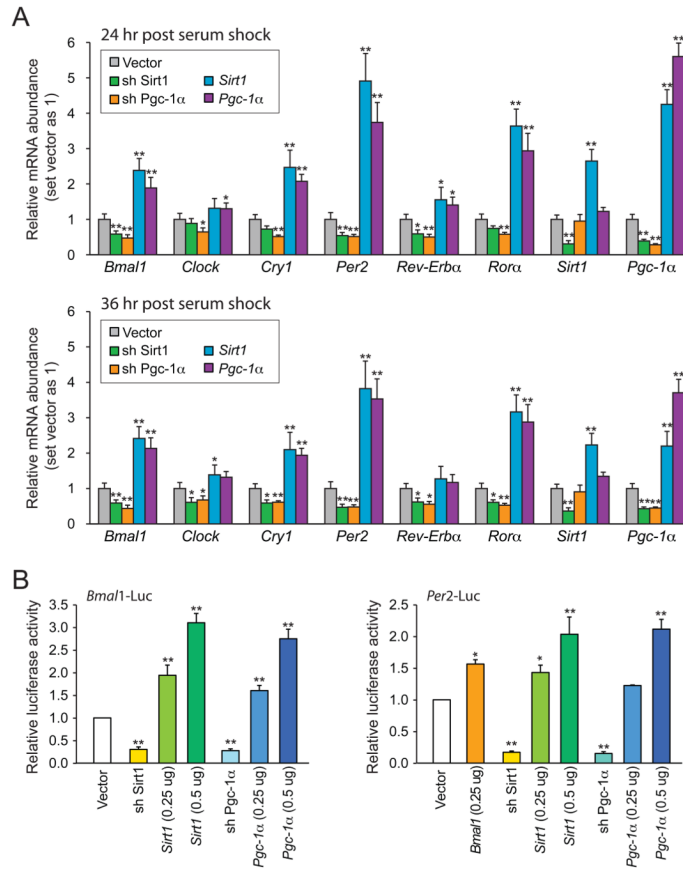 A
24 hr post serum shock
Relative mRNA abundance
(set vector as 1)
6
5
4
3
2
1
0
Vector
sh Sirt1
Sirt1
sh Pgc-1α
Pgc-1α
** ** ** **
* *
** ** **
** ** ** **
* ** * *
** ** **
** **
** ** ** **
Bmal1 Clock Cry1 Per2 Rev-Erbα Rorα Sirt1 Pgc-1α
36 hr post serum shock
Relative mRNA abundance
(set vector as 1)
6
5
4
3
2
1
0
Vector
sh Sirt1
Sirt1
sh Pgc-1α
Pgc-1α
** ** ** **
* * *
* ** ** **
** ** ** **
* *
* ** ** **
** **
** ** ** **
Bmal1 Clock Cry1 Per2 Rev-Erbα Rorα Sirt1 Pgc-1α
B
Bmal1-Luc
Relative luciferase activity
3.5
3.0
2.5
2.0
1.5
1.0
0.5
0.0
** ** ** ** ** **
Vector
sh Sirt1
Sirt1 (0.25 ug)
Sirt1 (0.5 ug)
sh Pgc-1α
Pgc-1α (0.25 ug)
Pgc-1α (0.5 ug)
Per2-Luc
Relative luciferase activity
2.5
2.0
1.5
1.0
0.5
0.0
* ** * ** ** **
Vector
Bmal1 (0.25 ug)
sh Sirt1
Sirt1 (0.25 ug)
Sirt1 (0.5 ug)
sh Pgc-1α
Pgc-1α (0.25 ug)
Pgc-1α (0.5 ug)